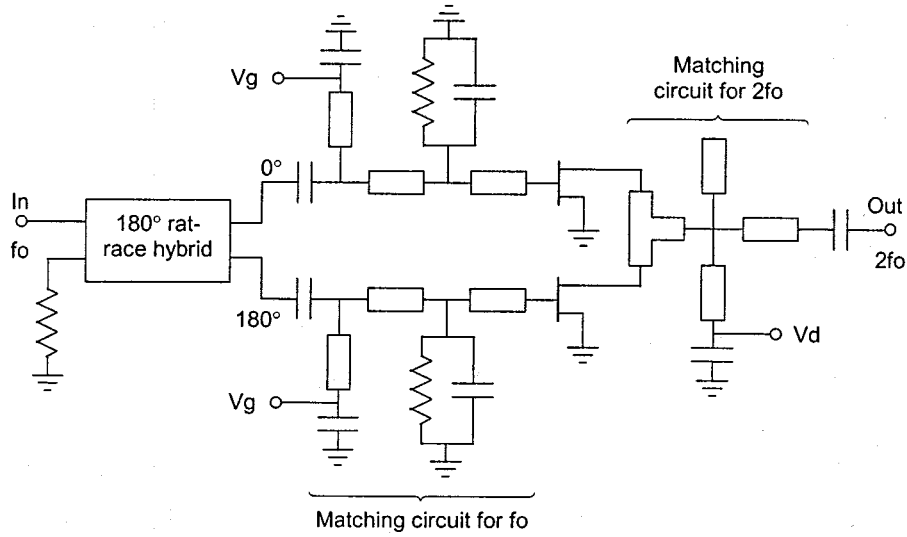 Vg
Matching
circuit for 2fo
0°
In
fo
180° rat-
race hybrid
Out
2fo
180°
Vd
Vg
Matching circuit for fo